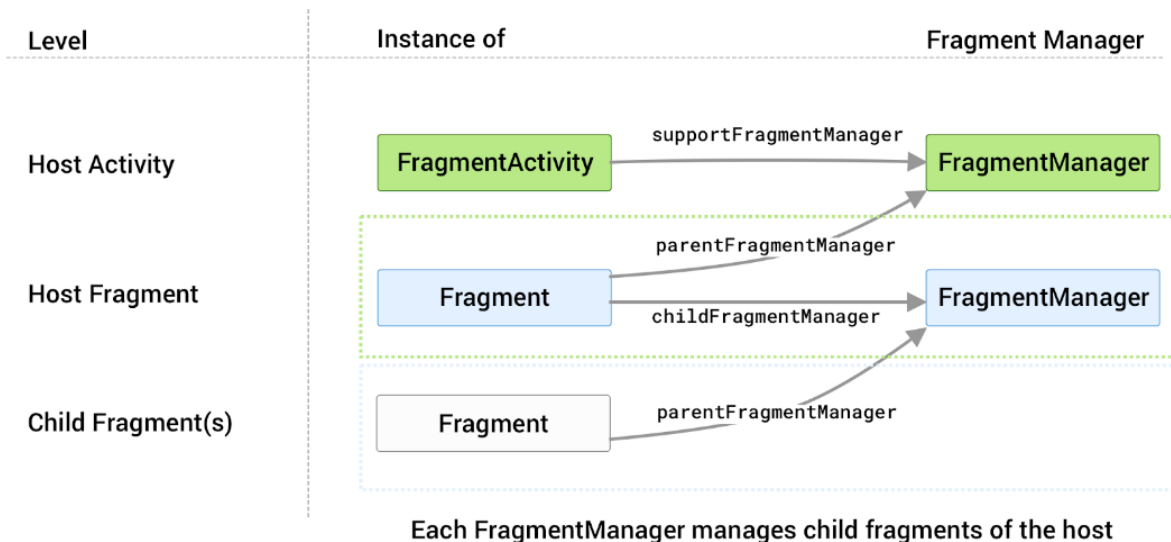 Level
Instance of
Fragment Manager
Host Activity
FragmentActivity
supportFragmentManager
FragmentManager
parentFragmentManager
Host Fragment
Fragment
childFragmentManager
FragmentManager
Child Fragment(s)
Fragment
parentFragmentManager
Each FragmentManager manages child fragments of the host